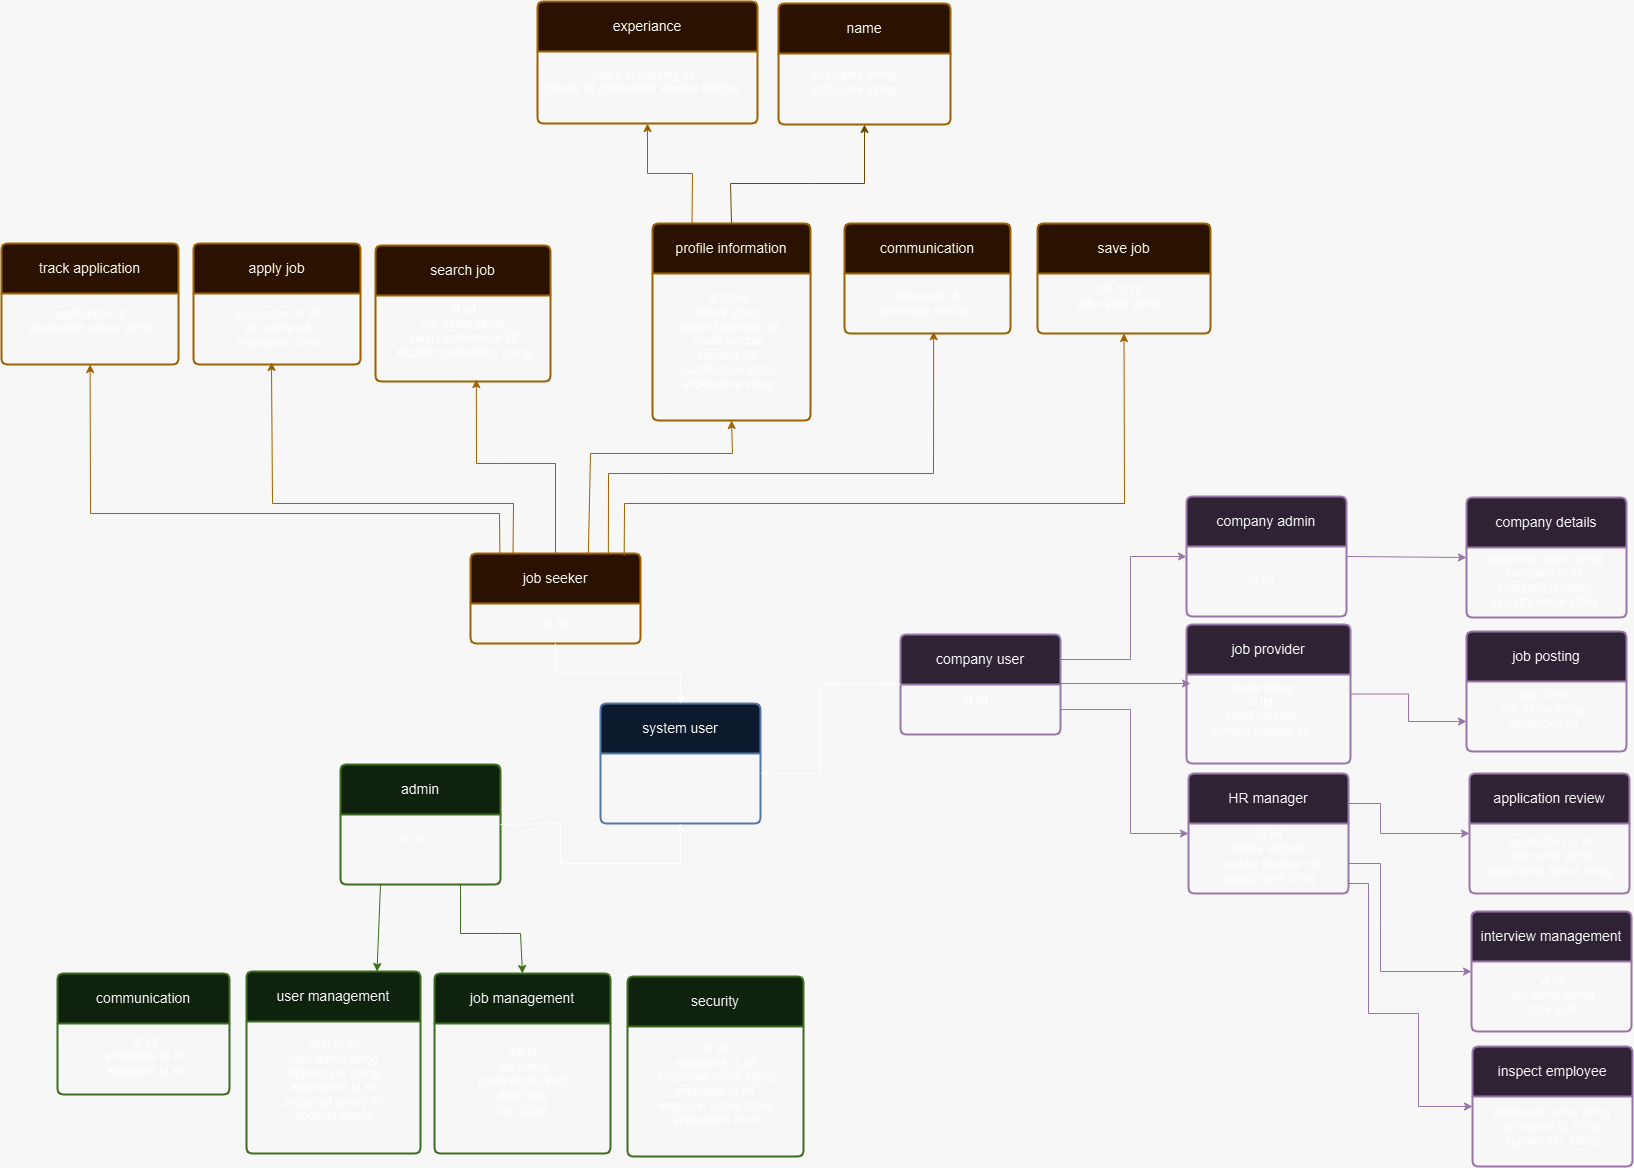 experiance
years of working int
names of companies worked varchar
name
first name string
last name string
track application
application id
application status string
apply job
application id int
job name int
employee id int
search job
id int
job name string
salary preference int
location preference string
profile information
id string
name string
contact number int
email varchar
resume file
qualification string
experiance string
communication
message id
message varchar
save job
job id int
job name string
job seeker
id int
company admin
id int
company details
company name string
company id int
company location
industry name string
company user
id int
job provider
name string
id int
email varchar
contact number int
job posting
job id int
job name string
vacancies int
system user
admin
id int
HR manager
id int
name varchar
contact number int
department string
application review
application id int
job name string
application status string
interview management
id int
job name string
date date
communication
id int
employee id int
employer id int
user management
user id int
user name string
applied job string
application id int
preferred salary int
account status
job management
job id
job name
preference string
date date
job status
security
id int
employee id int
employee name string
employer id int
employer name string
application id int
inspect employee
employee name string
employee id string
applied job string